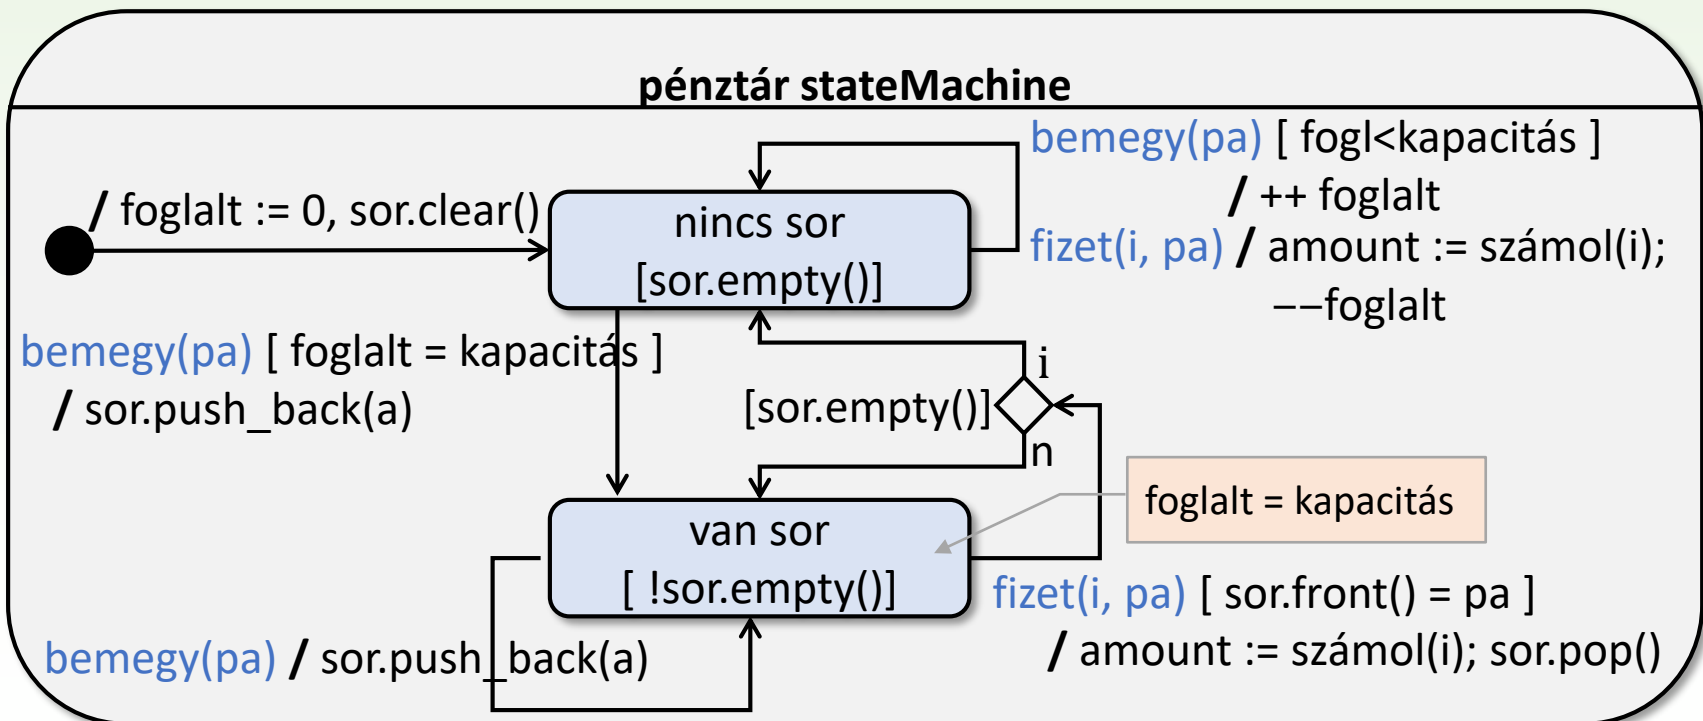 pénztár stateMachine
bemegy(pa) [ fogl<kapacitás ]
/ ++ foglalt
/ foglalt := 0, sor.clear()
nincs sor
[sor.empty()]
fizet(i, pa) / amount := számol(i);
−−foglalt
bemegy(pa) [ foglalt = kapacitás ]
/ sor.push_back(a)
i
[sor.empty()]
n
foglalt = kapacitás
van sor
[ !sor.empty()]
fizet(i, pa) [ sor.front() = pa ]
/ amount := számol(i); sor.pop()
bemegy(pa) / sor.push_back(a)